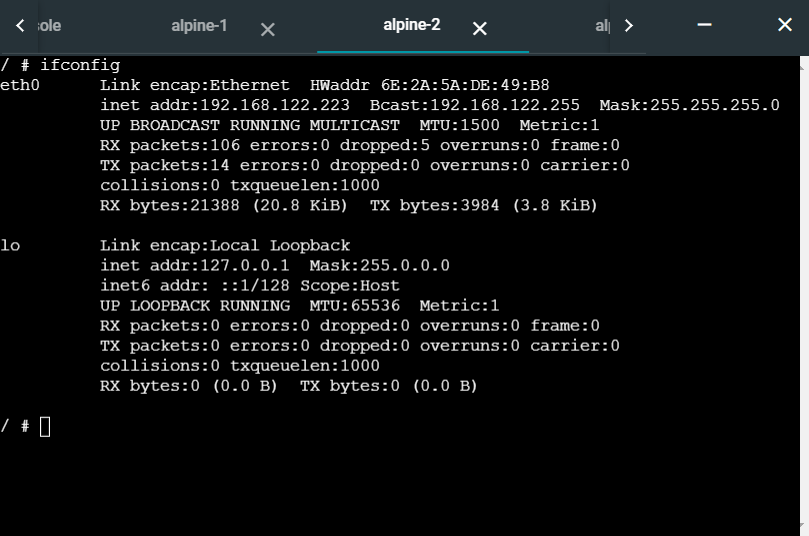 ole alpine-1 alpine-2 al
/ # ifconfig
eth0 Link encap:Ethernet HWaddr 6E:2A:5A:DE:49:B8
inet addr:192.168.122.223 Bcast:192.168.122.255 Mask:255.255.255.0
UP BROADCAST RUNNING MULTICAST MTU:1500 Metric:1
RX packets:106 errors:0 dropped:5 overruns:0 frame:0
TX packets:14 errors:0 dropped:0 overruns:0 carrier:0
collisions:0 txqueuelen:1000
RX bytes:21388 (20.8 KiB) TX bytes:3984 (3.8 KiB)
lo Link encap:Local Loopback
inet addr:127.0.0.1 Mask:255.0.0.0
inet6 addr: ::1/128 Scope:Host
UP LOOPBACK RUNNING MTU:65536 Metric:1
RX packets:0 errors:0 dropped:0 overruns:0 frame:0
TX packets:0 errors:0 dropped:0 overruns:0 carrier:0
collisions:0 txqueuelen:1000
RX bytes:0 (0.0 B) TX bytes:0 (0.0 B)
/ #